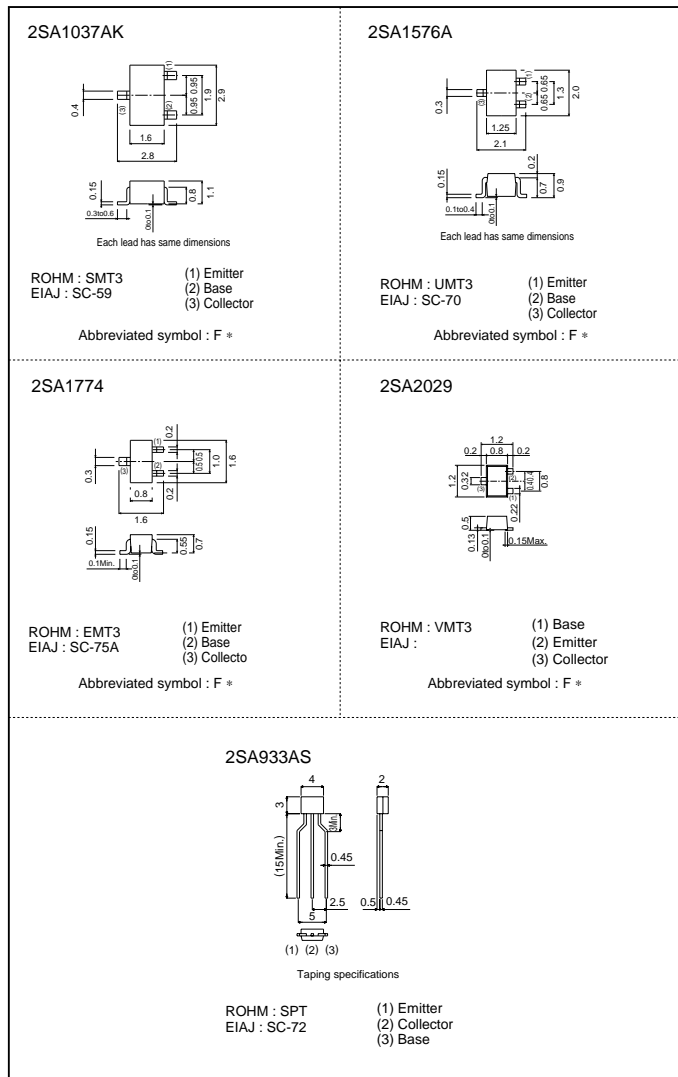 2SA1037AK
(1)
0.4
(3)
0.95
0.95
1.9
2.9
(2)
1.6
2.8
0.15
0.8
1.1
0.3to0.6
0to0.1
Each lead has same dimensions
ROHM : SMT3
EIAJ : SC-59
(1) Emitter
(2) Base
(3) Collector
Abbreviated symbol : F *
2SA1576A
(1)
0.3
(3)
0.65
0.65
1.3
2.0
(2)
1.25
2.1
0.2
0.15
0.7
0.9
0.1to0.4
0to0.1
Each lead has same dimensions
ROHM : UMT3
EIAJ : SC-70
(1) Emitter
(2) Base
(3) Collector
Abbreviated symbol : F *
2SA1774
0.2
(1)
0.3
(3)
0.5
0.5
1.0
1.6
(2)
0.8
0.2
1.6
0.15
0.55
0.7
0.1Min.
0to0.1
ROHM : EMT3
EIAJ : SC-75A
(1) Emitter
(2) Base
(3) Collecto
Abbreviated symbol : F *
2SA2029
1.2
0.2
0.8
0.2
(2)
1.2
0.32
(3)
0.4
0.4
0.8
(1)
0.22
0.5
0.13
0to0.1
0.15Max.
ROHM : VMT3
EIAJ :
(1) Base
(2) Emitter
(3) Collector
Abbreviated symbol : F *
2SA933AS
4
2
3
3Min.
(15Min.)
0.45
2.5
5
0.5
0.45
(1) (2) (3)
Taping specifications
ROHM : SPT
EIAJ : SC-72
(1) Emitter
(2) Collector
(3) Base